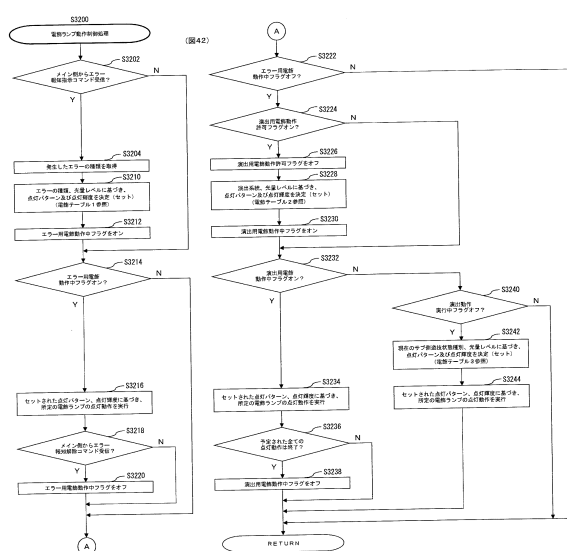 S3200
電飾ランプ動作制御処理
(図42)
S3202
メイン側からエラー
報知指示コマンド受信？
N
Y
S3204
発生したエラーの種類を取得
S3210
エラーの種類、光量レベルに基づき、
点灯パターン及び点灯輝度を決定（セット）
（電飾テーブル１参照）
S3212
エラー用電飾動作中フラグをオン
S3214
エラー用電飾
動作中フラグオン？
N
Y
S3216
セットされた点灯パターン、点灯輝度に基づき、
所定の電飾ランプの点灯動作を実行
S3218
メイン側からエラー
報知解除コマンド受信？
N
Y
S3220
エラー用電飾動作中フラグをオフ
A
A
S3222
エラー用電飾
動作中フラグオフ？
N
Y
S3224
演出用電飾動作
許可フラグオン？
N
Y
S3226
演出用電飾動作許可フラグをオフ
S3228
演出系統、光量レベルに基づき、
点灯パターン及び点灯輝度を決定（セット）
（電飾テーブル２参照）
S3230
演出用電飾動作中フラグをオン
S3232
演出用電飾
動作中フラグオン？
N
Y
S3234
セットされた点灯パターン、点灯輝度に基づき、
所定の電飾ランプの点灯動作を実行
S3236
予定された全ての
点灯動作は終了？
N
Y
S3238
演出用電飾動作中フラグをオフ
RETURN
S3240
演出動作
実行中フラグオフ？
N
Y
S3242
現在のサブ側遊技状態種別、光量レベルに基づき、
点灯パターン及び点灯輝度を決定（セット）
（電飾テーブル３参照）
S3244
セットされた点灯パターン、点灯輝度に基づき、
所定の電飾ランプの点灯動作を実行